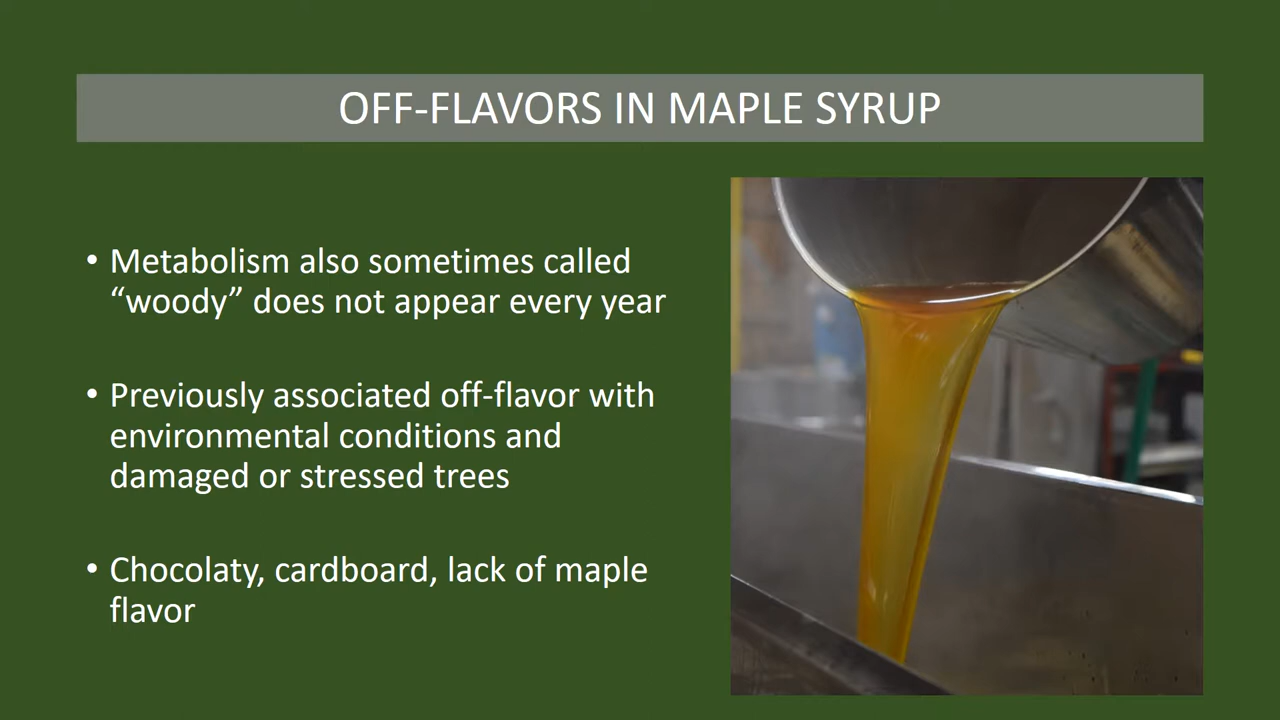 OFF-FLAVORS IN MAPLE SYRUP
• Metabolism also sometimes called
“woody” does not appear every year
• Previously associated off-flavor with
environmental conditions and
damaged or stressed trees
• Chocolaty, cardboard, lack of maple
flavor